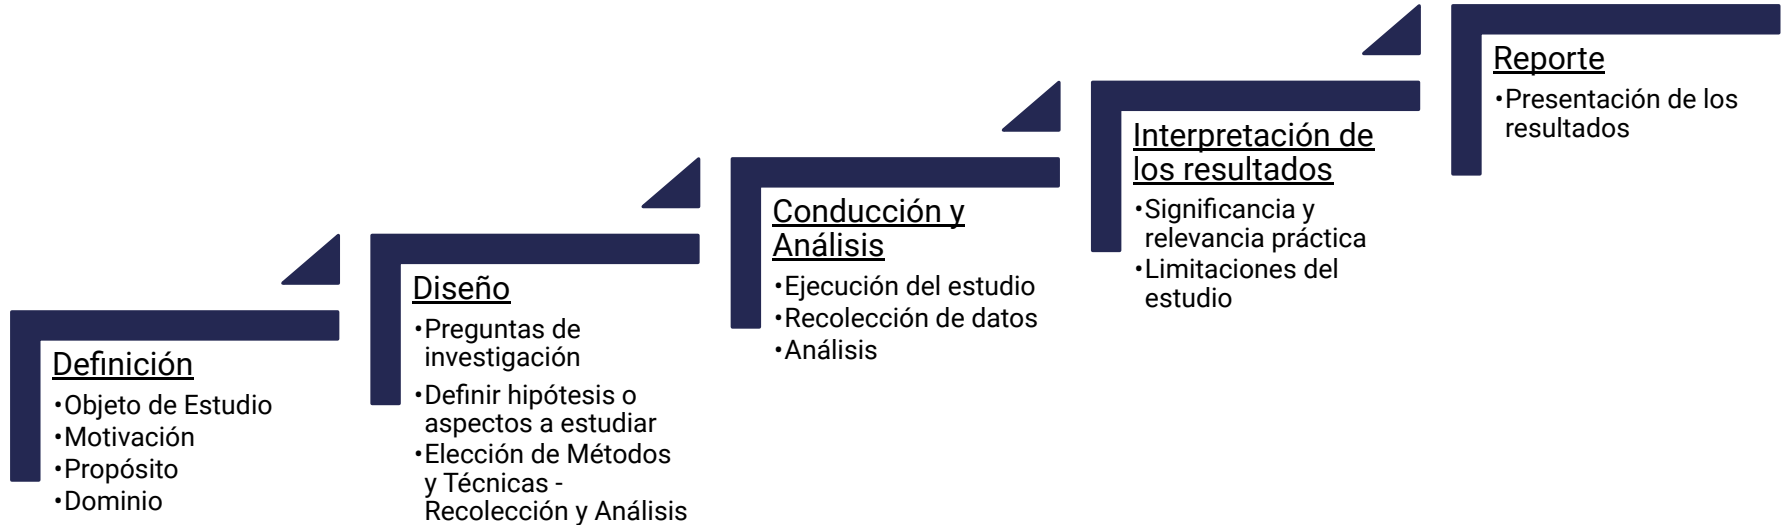 Definición
•Objeto de Estudio
•Motivación
•Propósito
•Dominio
Diseño
•Preguntas de
investigación
•Definir hipótesis o
aspectos a estudiar
•Elección de Métodos
y Técnicas -
Recolección y Análisis
Conducción y
Análisis
•Ejecución del estudio
•Recolección de datos
•Análisis
Interpretación de
los resultados
•Significancia y
relevancia práctica
•Limitaciones del
estudio
Reporte
•Presentación de los
resultados